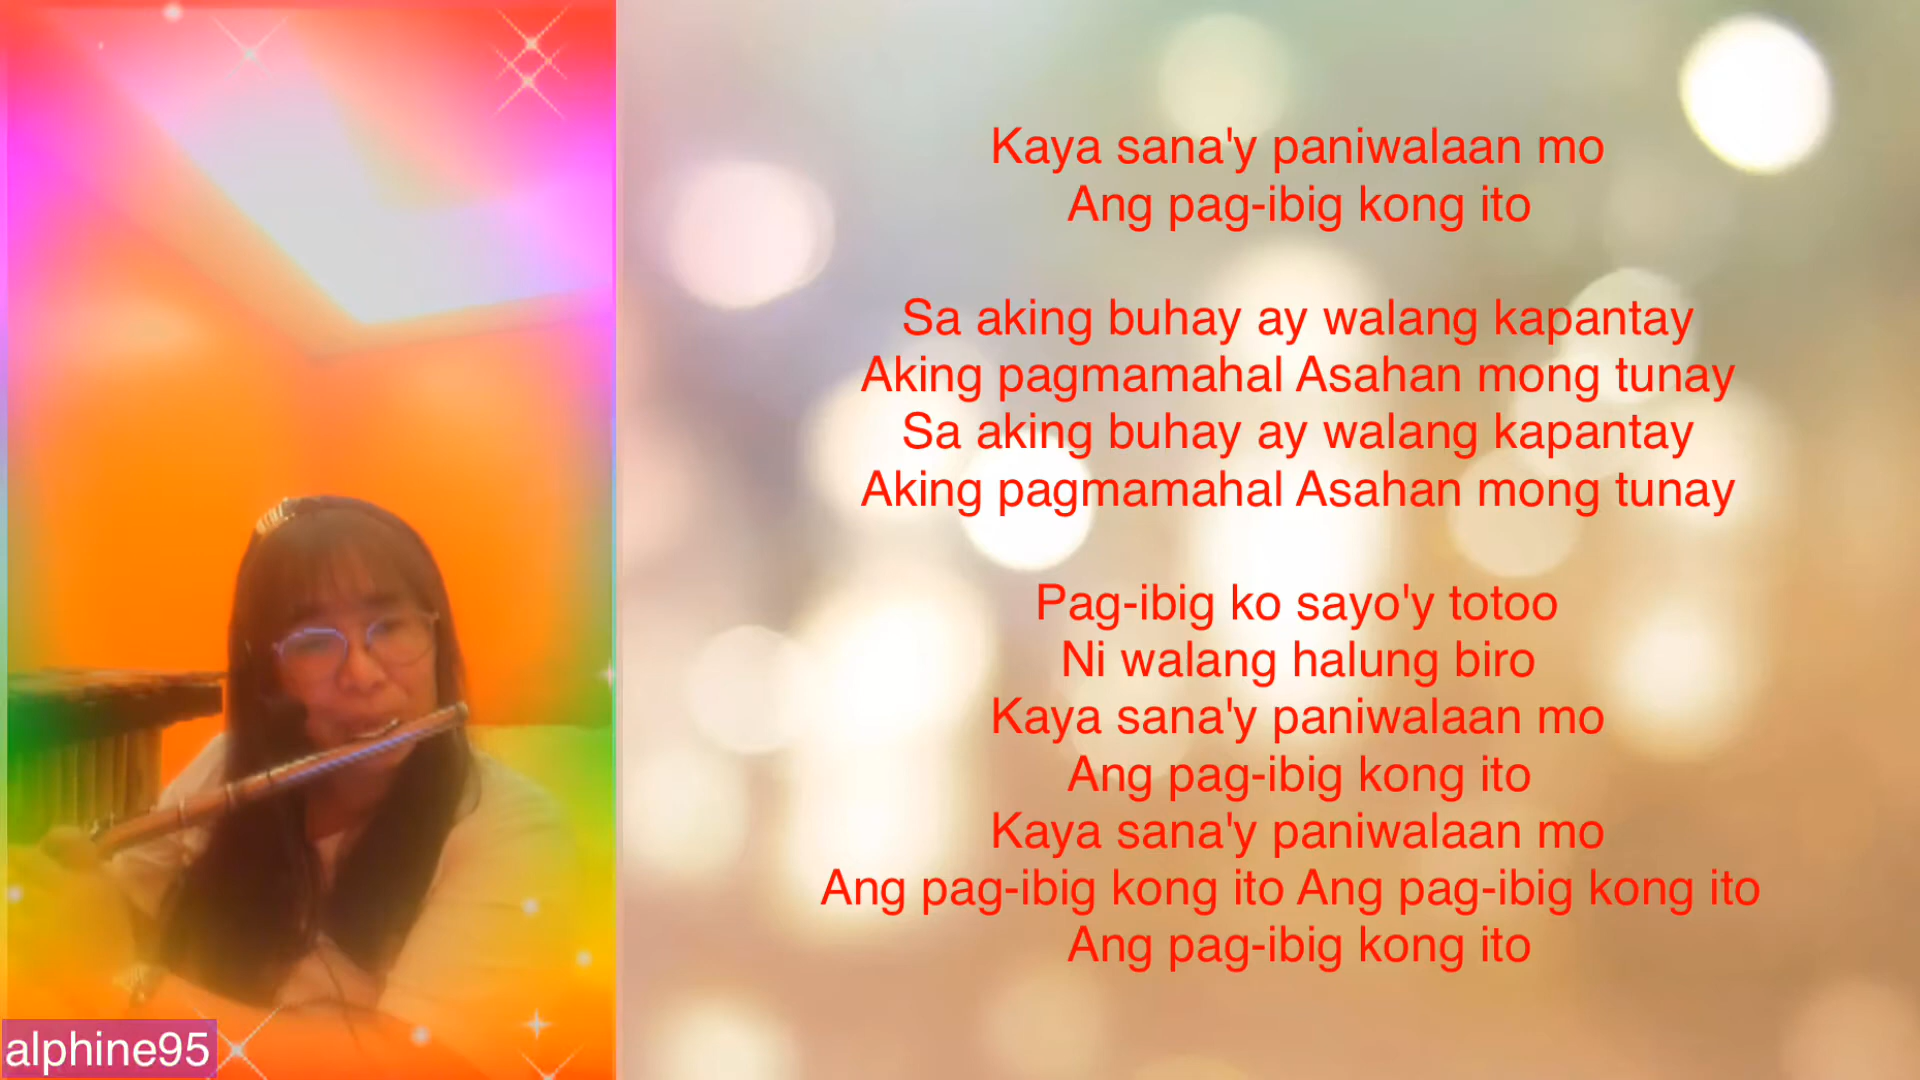 Kaya sana'y paniwalaan mo
Ang pag-ibig kong ito
Sa aking buhay ay walang kapantay
Aking pagmamahal Asahan mong tunay
Sa aking buhay ay walang kapantay
Aking pagmamahal Asahan mong tunay
Pag-ibig ko sayo'y totoo
Ni walang halung biro
Kaya sana'y paniwalaan mo
Ang pag-ibig kong ito
Kaya sana'y paniwalaan mo
Ang pag-ibig kong ito Ang pag-ibig kong ito
Ang pag-ibig kong ito
alphine95